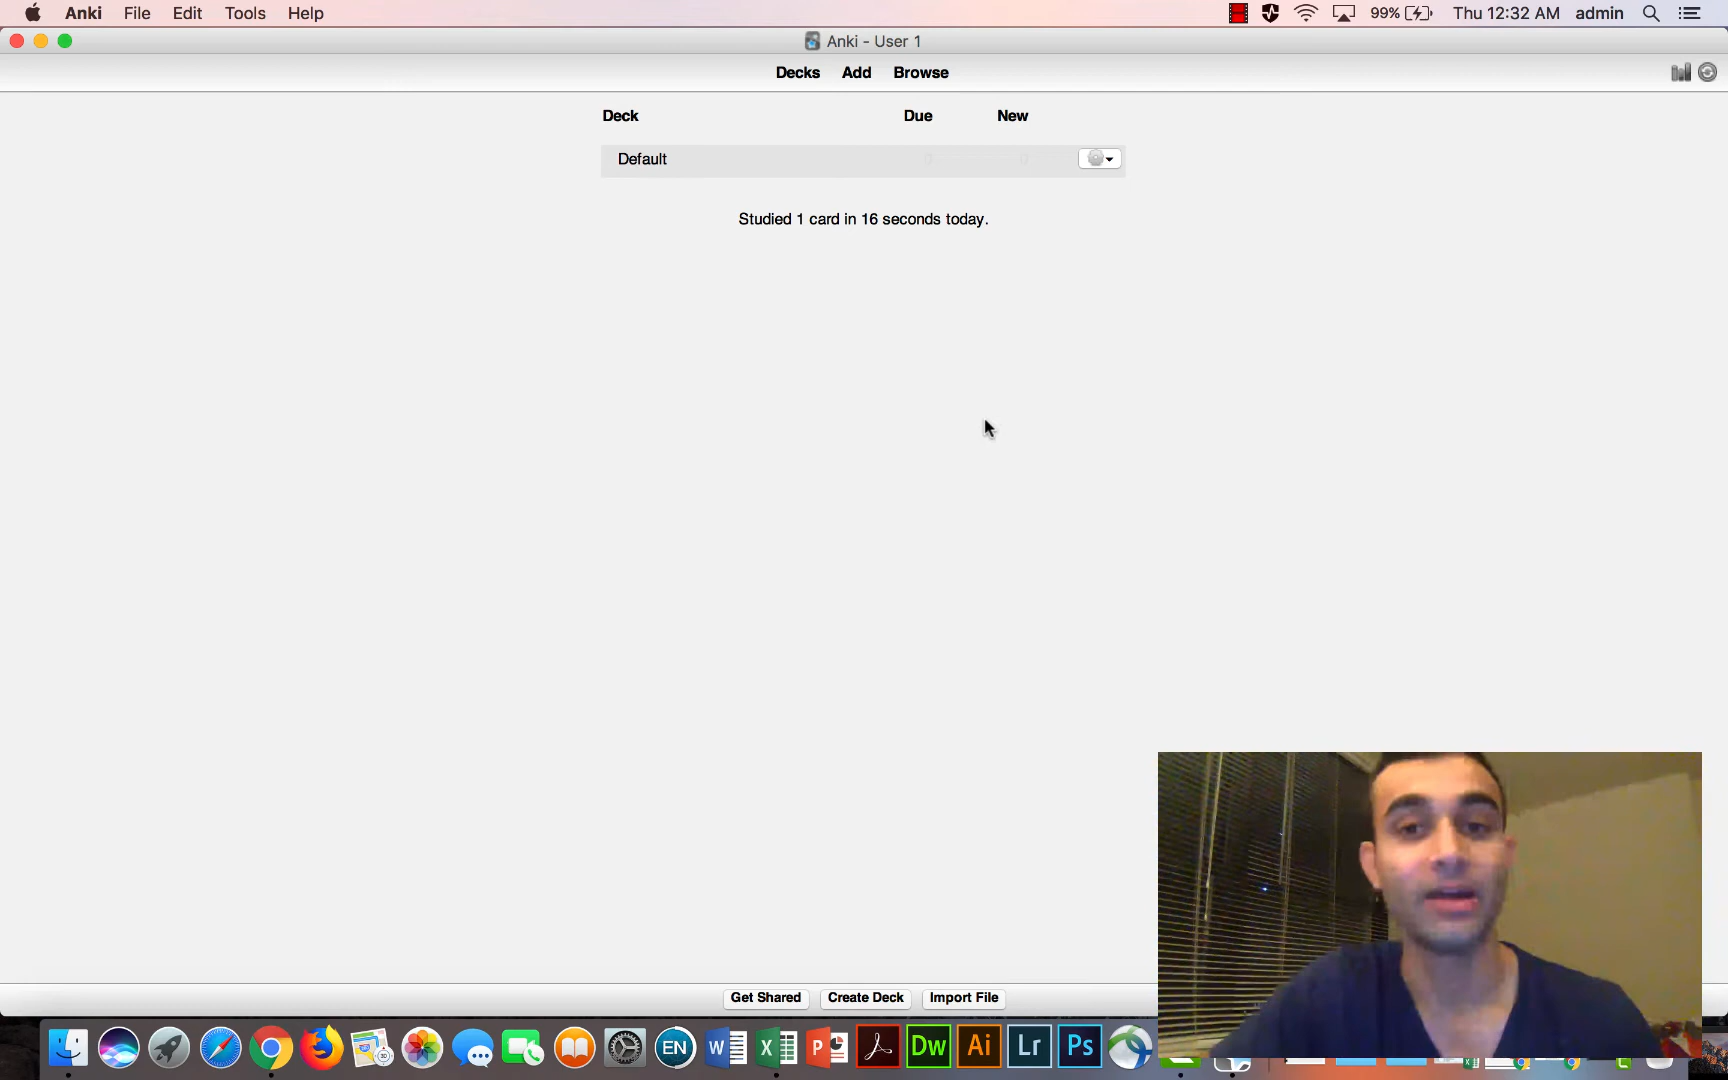 Anki File Edit Tools Help 99% Thu 12:32 AM admin
Anki - User 1
Decks Add Browse
Deck Due New
Default 0 0
Studied 1 card in 16 seconds today.
Get Shared Create Deck Import File
EN W X P Dw Ai Lr Ps